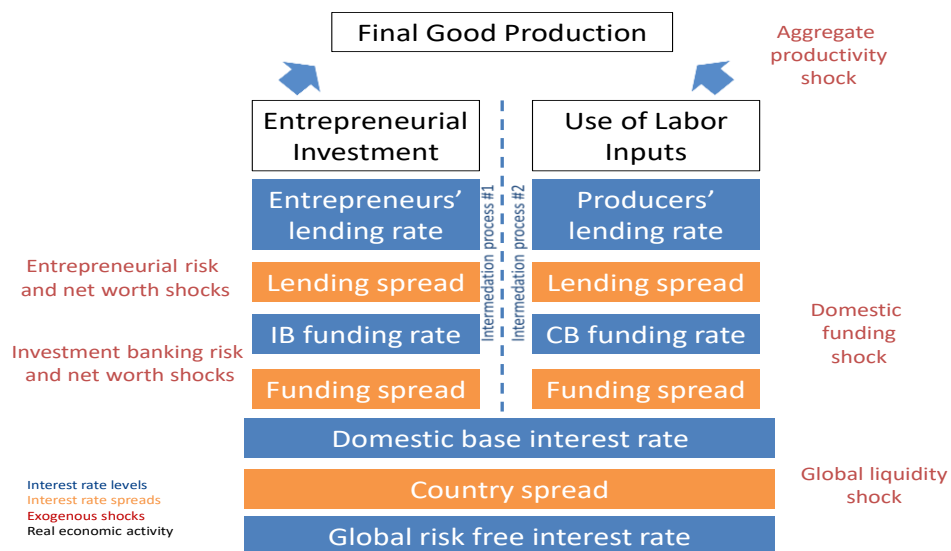 Final Good Production
Aggregate
productivity
shock
Entrepreneurial
Investment
Use of Labor
Inputs
Entrepreneurs’
lending rate
Intermedation process #1
Intermedation process #2
Producers’
lending rate
Entrepreneurial risk
and net worth shocks
Lending spread
Lending spread
Domestic
funding
shock
IB funding rate
CB funding rate
Investment banking risk
and net worth shocks
Funding spread
Funding spread
Domestic base interest rate
Country spread
Global liquidity
shock
Global risk free interest rate
Interest rate levels
Interest rate spreads
Exogenous shocks
Real economic activity